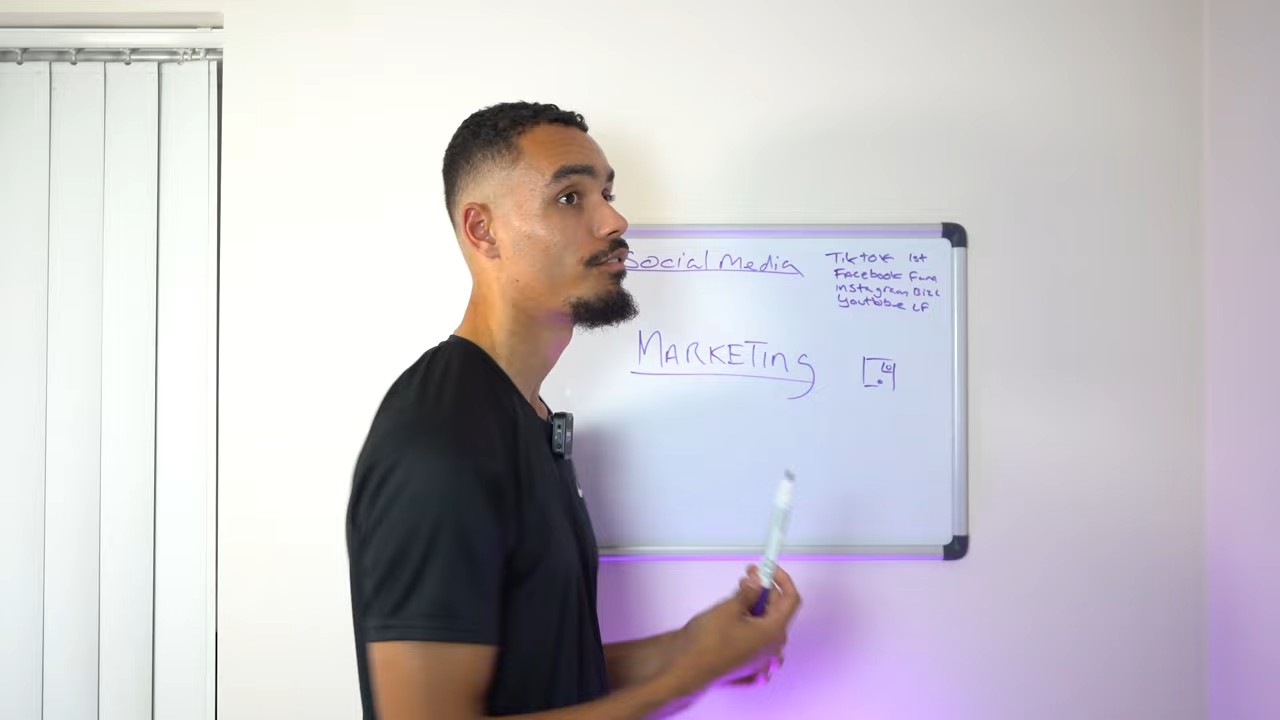 Social Media
Tiktok 1st
Facebook
Instagram
Youtube LF
MARKETING